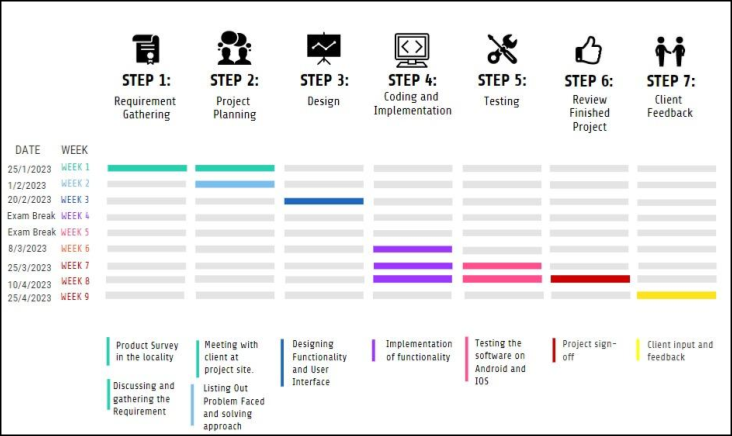 STEP 1:
Requirement
Gathering
STEP 2:
Project
Planning
STEP 3:
Design
STEP 4:
Coding and
Implementation
STEP 5:
Testing
STEP 6:
Review
Finished
Project
STEP 7:
Client
Feedback
DATE WEEK
25/1/2023 WEEK 1
1/2/2023 WEEK 2
20/2/2023 WEEK 3
Exam Break WEEK 4
Exam Break WEEK 5
8/3/2023 WEEK 6
25/3/2023 WEEK 7
10/4/2023 WEEK 8
25/4/2023 WEEK 9
Product Survey
in the locality
Discussing and
gathering the
Requirement
Meeting with
client at
project site.
Listing Out
Problem Faced
and solving
approach
Designing
Functionality
and User
Interface
Implementation
of functionality
Testing the
software on
Android and
IOS
Project sign-
off
Client input and
feedback